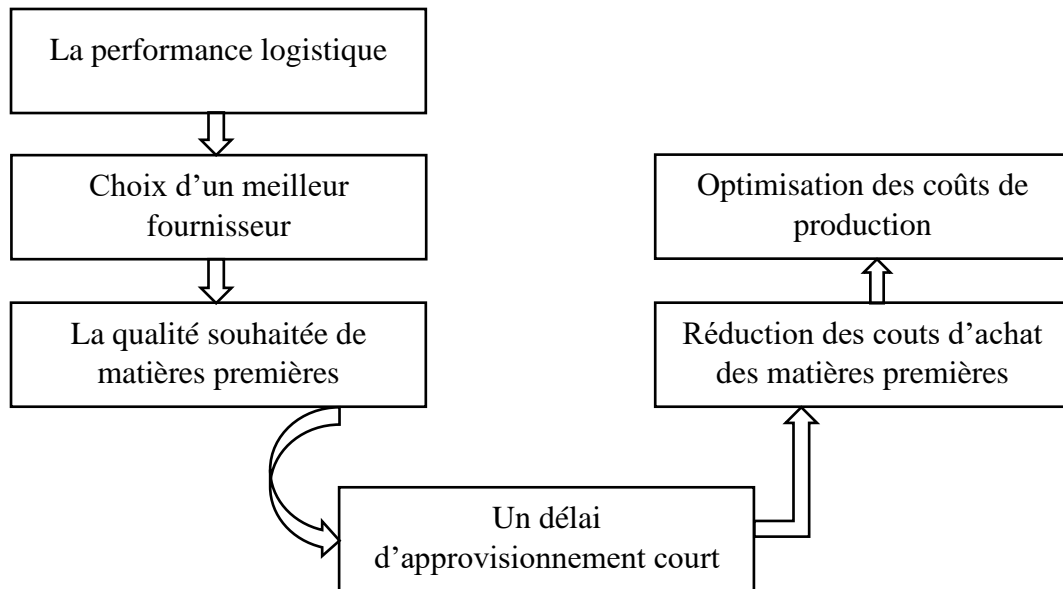 La performance logistique
Choix d’un meilleur
fournisseur
La qualité souhaitée de
matières premières
Un délai
d’approvisionnement court
Réduction des couts d’achat
des matières premières
Optimisation des coûts de
production